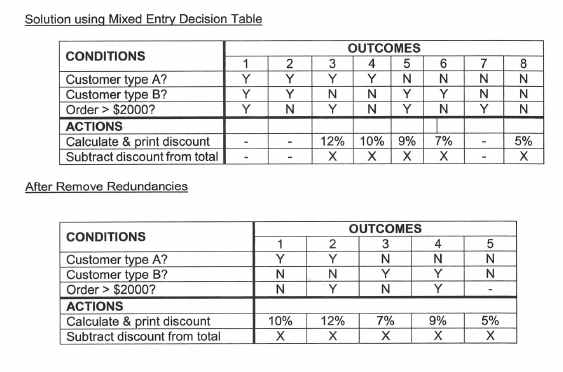 Solution using Mixed Entry Decision Table
CONDITIONS OUTCOMES
1 2 3 4 5 6 7 8
Customer type A? Y Y Y Y N N N N
Customer type B? Y Y N N Y Y N N
Order > $2000? Y N Y N Y N Y N
ACTIONS
Calculate & print discount - - 12% 10% 9% 7% - 5%
Subtract discount from total - - X X X X - X
After Remove Redundancies
CONDITIONS OUTCOMES
1 2 3 4 5
Customer type A? Y Y N N N
Customer type B? N N Y Y N
Order > $2000? N Y N Y -
ACTIONS
Calculate & print discount 10% 12% 7% 9% 5%
Subtract discount from total X X X X X